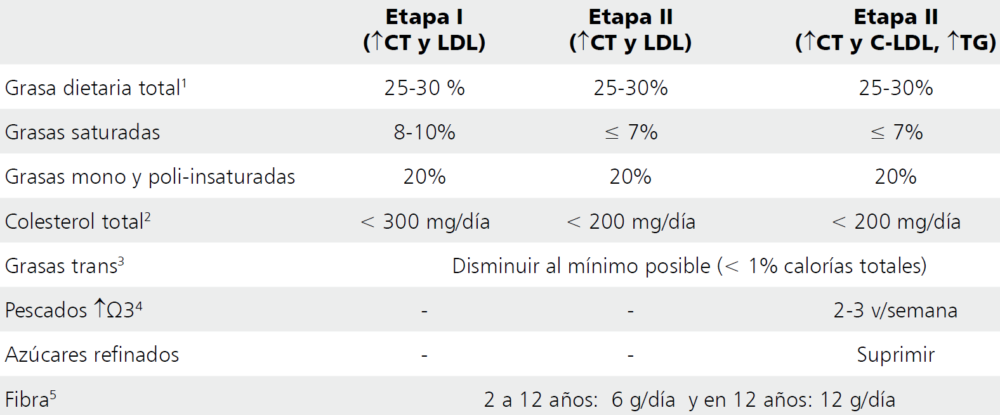 Etapa I Etapa II Etapa II
(↑CT y LDL) (↑CT y LDL) (↑CT y C-LDL, ↑TG)
Grasa dietaria total¹ 25-30 % 25-30% 25-30%
Grasas saturadas 8-10% ≤ 7% ≤ 7%
Grasas mono y poli-insaturadas 20% 20% 20%
Colesterol total² < 300 mg/día < 200 mg/día < 200 mg/día
Grasas trans³ Disminuir al mínimo posible (< 1% calorías totales)
Pescados ↑Ω3⁴ - - 2-3 v/semana
Azúcares refinados - - Suprimir
Fibra⁵ 2 a 12 años: 6 g/día y en 12 años: 12 g/día